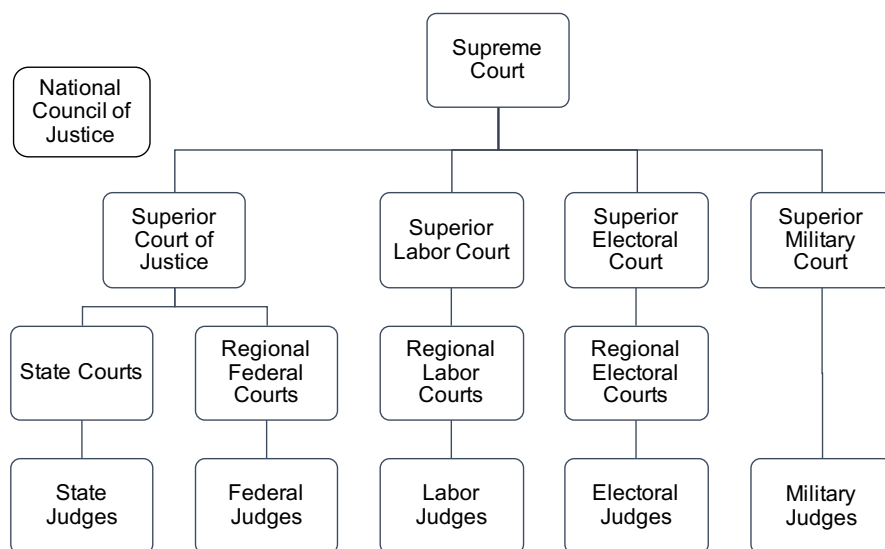 Supreme
Court
National
Council of
Justice
Superior
Court of
Justice
Superior
Labor Court
Superior
Electoral
Court
Superior
Military
Court
State Courts
Regional
Federal
Courts
Regional
Labor
Courts
Regional
Electoral
Courts
State
Judges
Federal
Judges
Labor
Judges
Electoral
Judges
Military
Judges